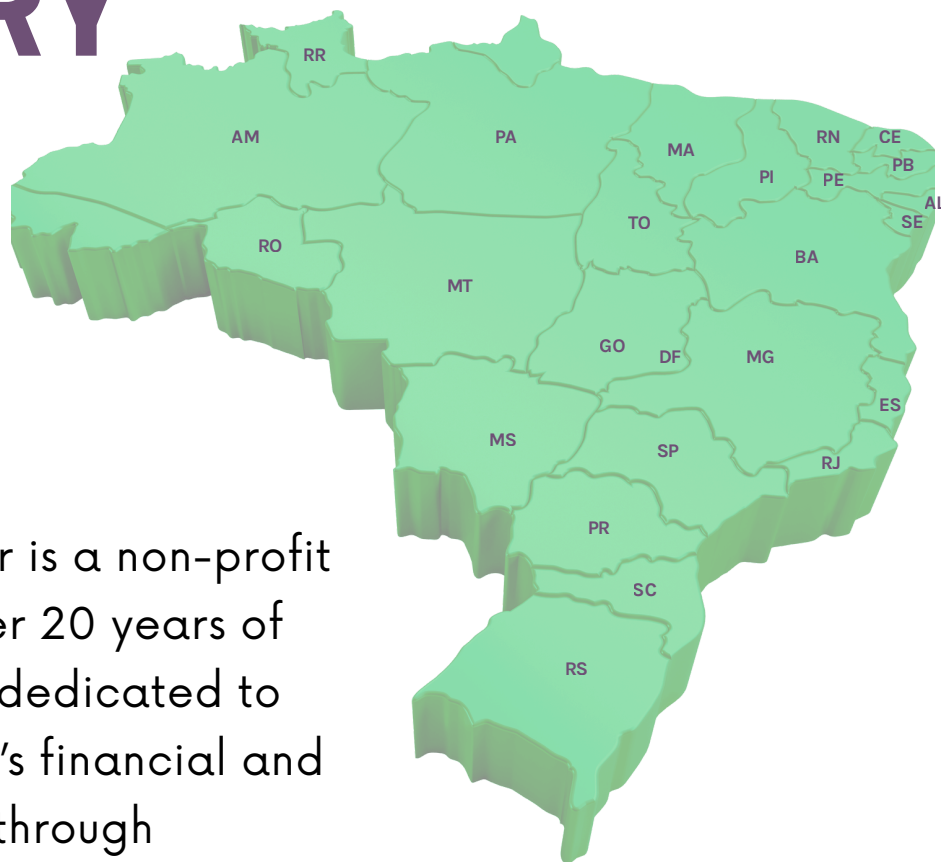 RY
RR
AM
PA
MA
RN
CE
PB
PI
PE
AL
SE
TO
RO
BA
MT
GO
DF
MG
ES
MS
SP
RJ
PR
SC
RS
r is a non-profit
er 20 years of
dedicated to
's financial and
through